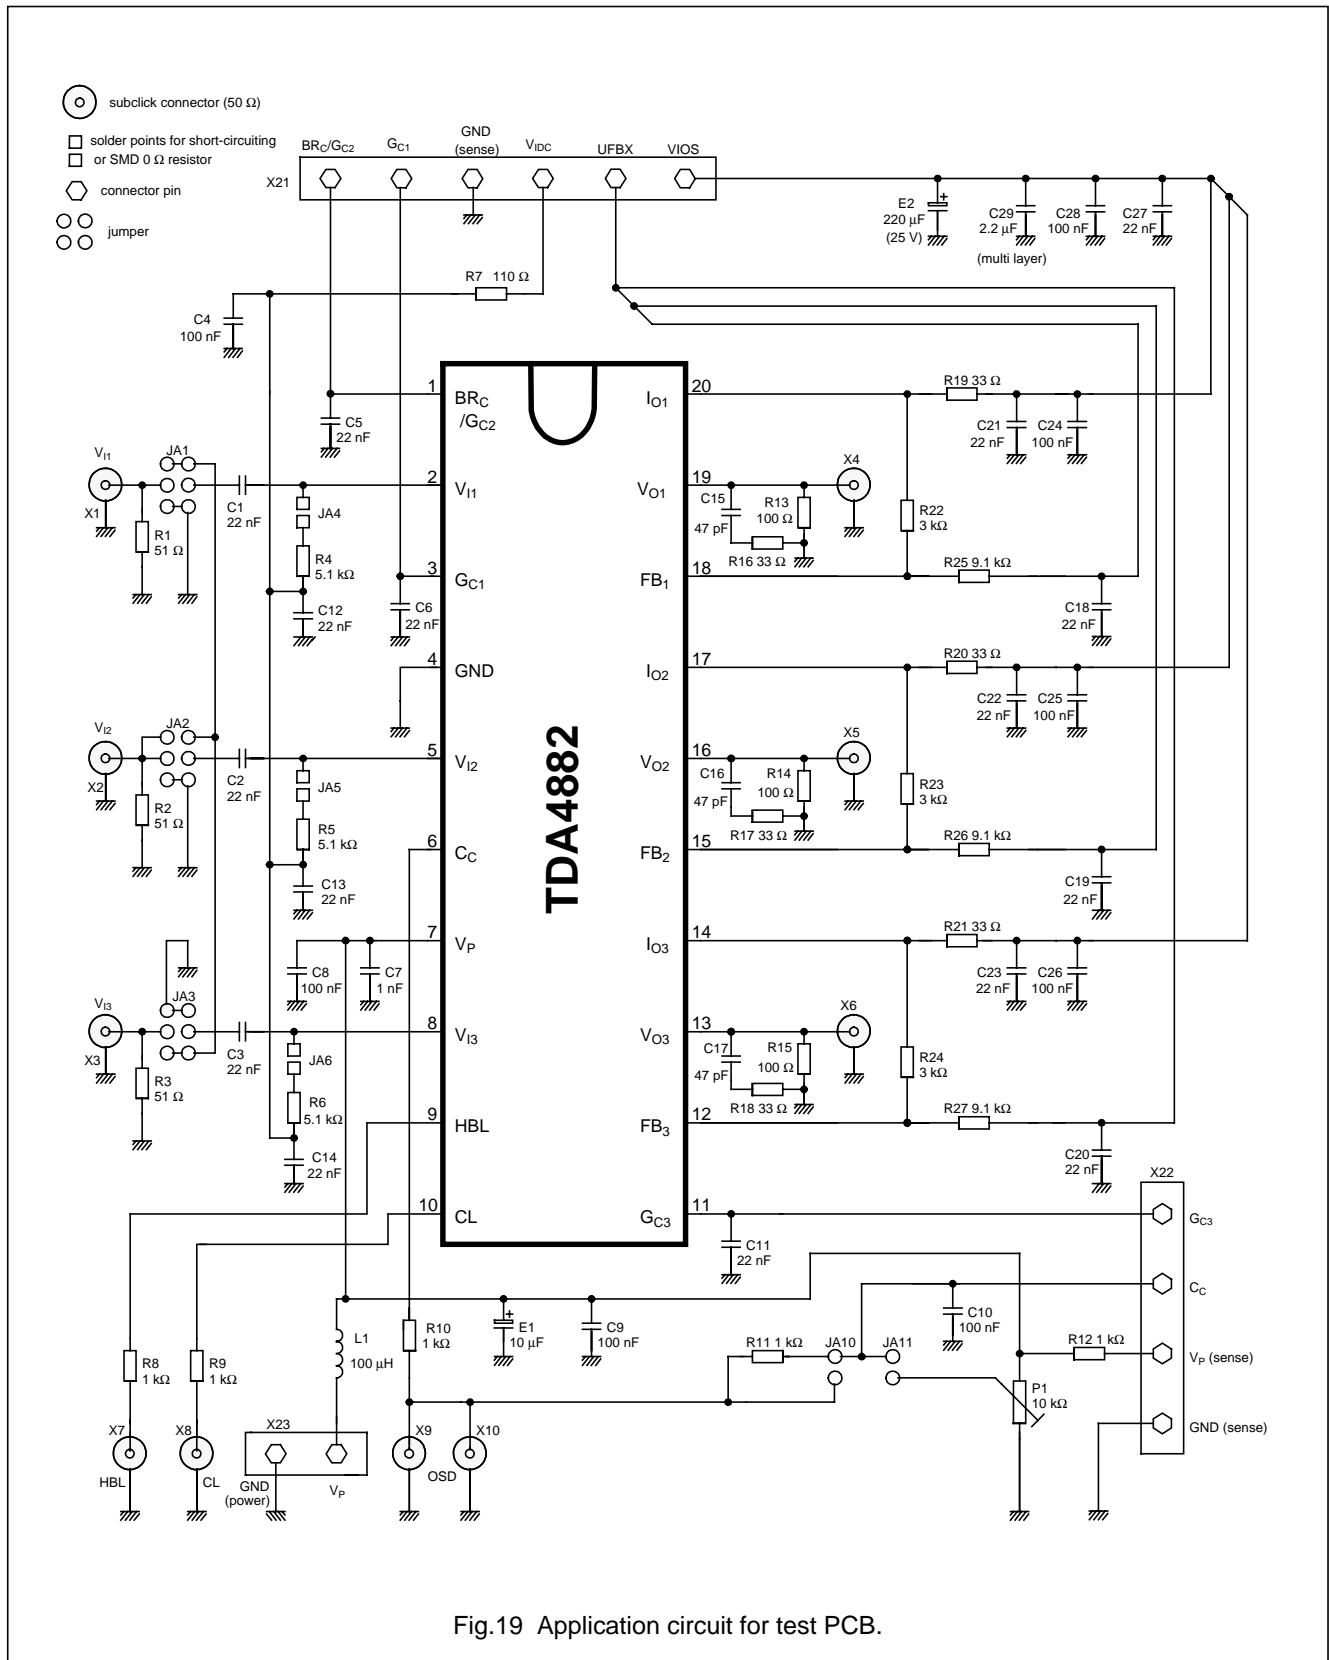 subclick connector (50 Ω)
solder points for short-circuiting
or SMD 0 Ω resistor
connector pin
jumper
X21
BRC/GC2
GC1
GND
(sense)
VIDC
UFBX
VIOS
E2
220 μF
(25 V)
+
C29
2.2 μF
(multi layer)
C28
100 nF
C27
22 nF
R7 110 Ω
C4
100 nF
1
BRC
/GC2
C5
22 nF
20
IO1
R19 33 Ω
C21
22 nF
C24
100 nF
VI1
X1
JA1
R1
51 Ω
C1
22 nF
JA4
R4
5.1 kΩ
C12
22 nF
2
VI1
19
VO1
C15
47 pF
R13
100 Ω
R16 33 Ω
X4
R22
3 kΩ
3
GC1
C6
22 nF
18
FB1
R25 9.1 kΩ
C18
22 nF
4
GND
17
IO2
R20 33 Ω
C22
22 nF
C25
100 nF
VI2
X2
JA2
R2
51 Ω
C2
22 nF
JA5
R5
5.1 kΩ
C13
22 nF
5
VI2
TDA4882
16
VO2
C16
47 pF
R14
100 Ω
R17 33 Ω
X5
R23
3 kΩ
6
CC
15
FB2
R26 9.1 kΩ
C19
22 nF
7
VP
C8
100 nF
C7
1 nF
14
IO3
R21 33 Ω
C23
22 nF
C26
100 nF
VI3
X3
JA3
R3
51 Ω
C3
22 nF
JA6
R6
5.1 kΩ
C14
22 nF
8
VI3
13
VO3
C17
47 pF
R15
100 Ω
R18 33 Ω
X6
R24
3 kΩ
9
HBL
12
FB3
R27 9.1 kΩ
C20
22 nF
10
CL
11
GC3
C11
22 nF
X22
GC3
CC
VP (sense)
GND (sense)
C10
100 nF
R12 1 kΩ
R11 1 kΩ
JA10
JA11
P1
10 kΩ
L1
100 μH
R10
1 kΩ
E1
10 μF
+
C9
100 nF
R8
1 kΩ
R9
1 kΩ
X7
HBL
X8
CL
X23
GND
(power)
VP
X9
OSD
X10
Fig.19 Application circuit for test PCB.